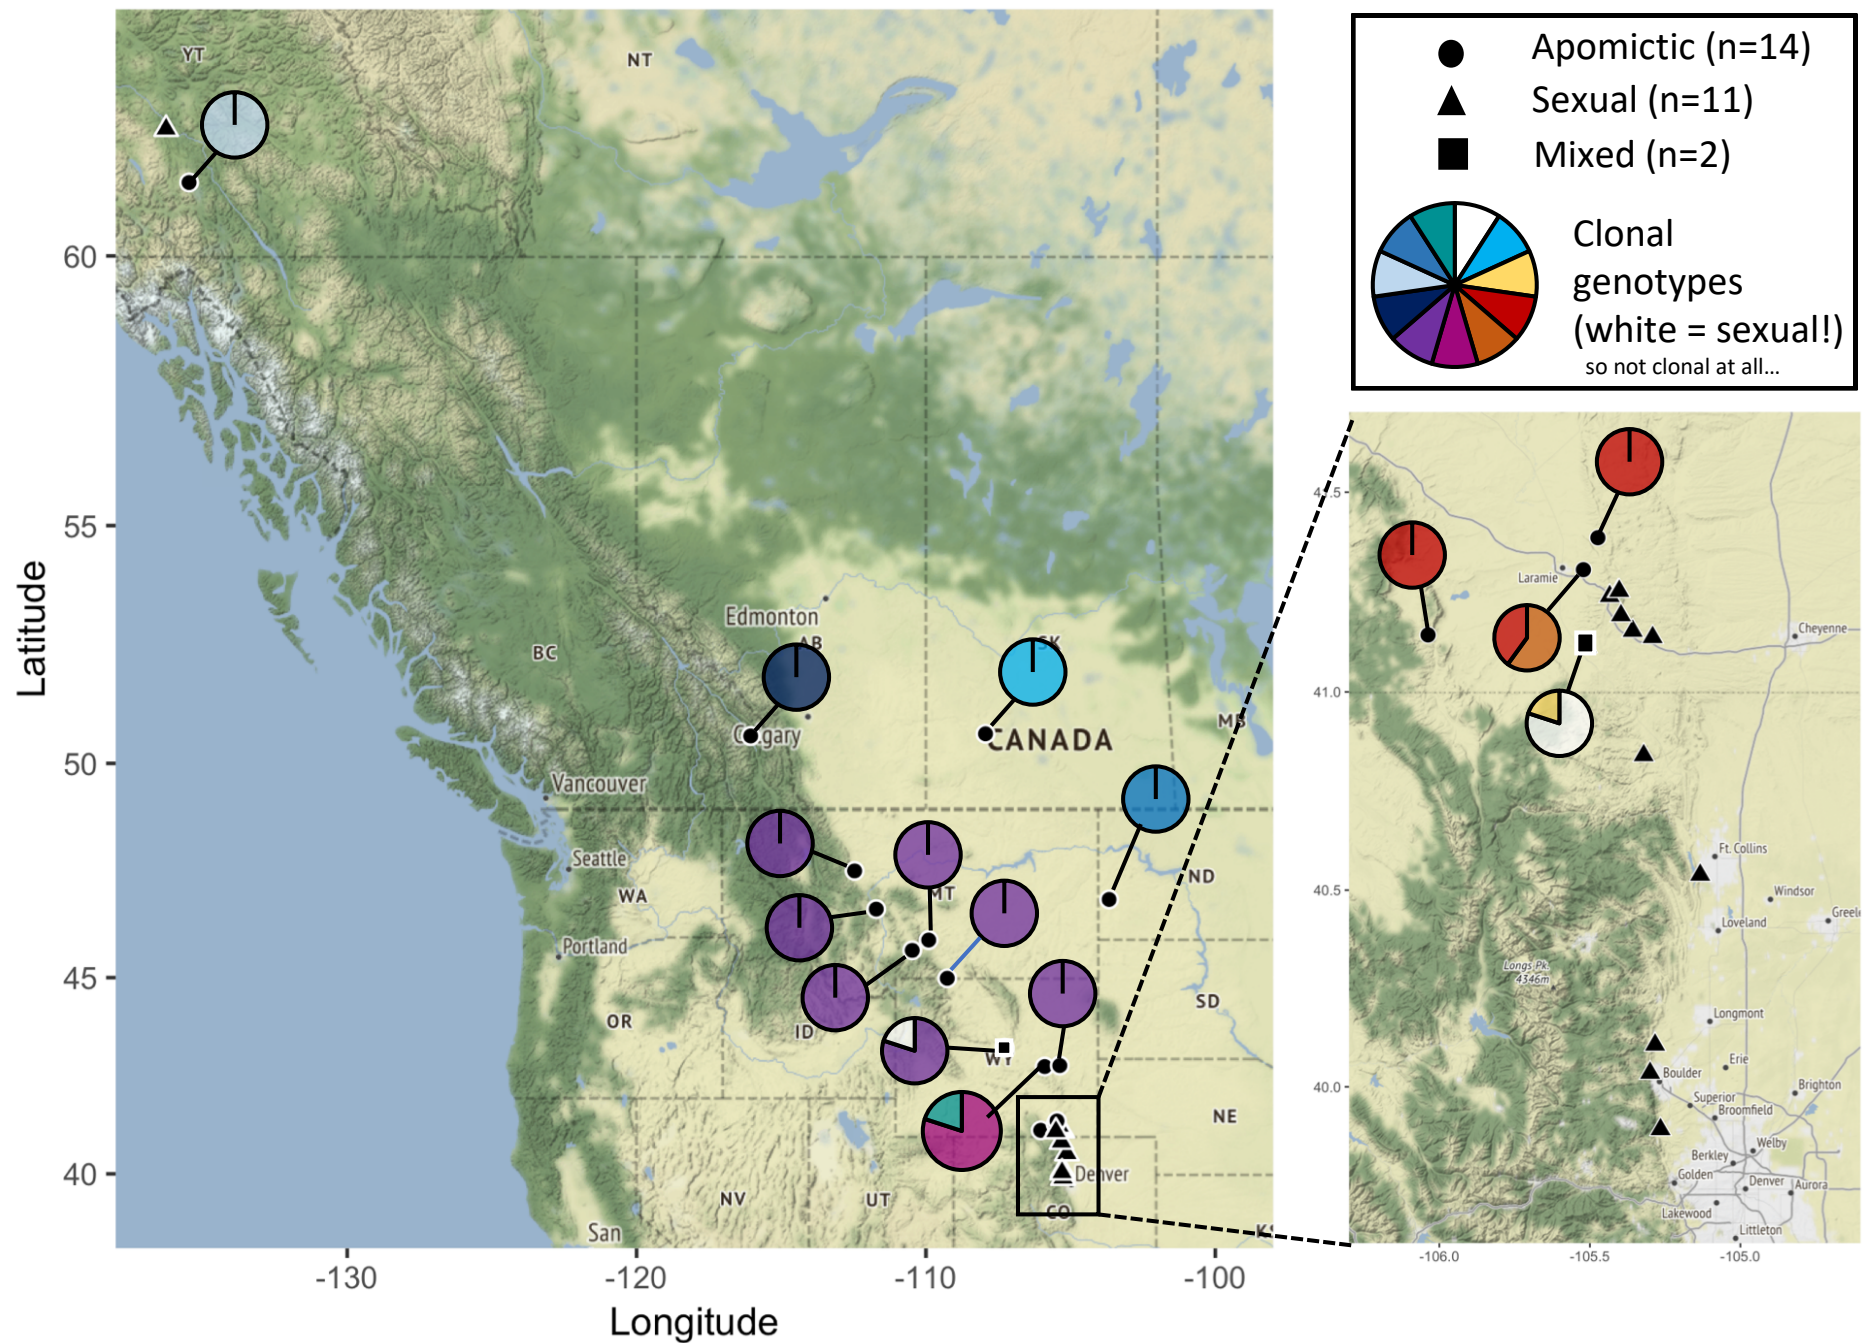 YT
NT
60
55
50
45
40
Latitude
Edmonton
AB
BC
SK
Calgary
CANADA
MB
Vancouver
Seattle
WA
MT
ND
Portland
OR
ID
SD
WY
NE
NV
UT
Denver
CO
San
KS
-130
-120
-110
-100
Longitude
Apomictic (n=14)
Sexual (n=11)
Mixed (n=2)
Clonal
genotypes
(white = sexual!)
so not clonal at all...
41.5
Laramie
Cheyenne
41.0
Ft. Collins
40.5
Windsor
Loveland
Greel
Longs Pk.
4346m
Longmont
Erie
40.0
Boulder
Brighton
Superior
Broomfield
Welby
Berkley
Golden
Denver
Aurora
Lakewood
Littleton
-106.0
-105.5
-105.0